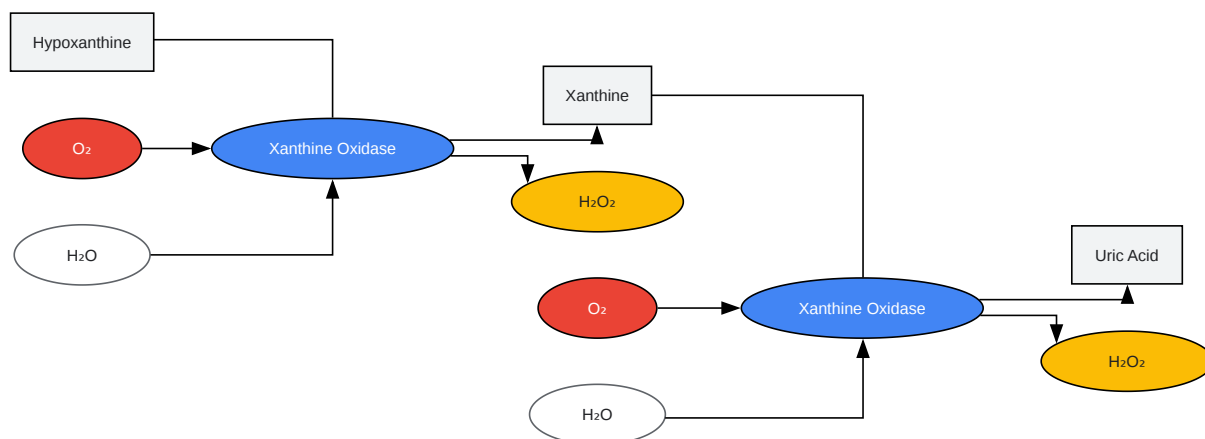 Hypoxanthine
Xanthine
O₂
Xanthine Oxidase
H₂O₂
H₂O
Uric Acid
O₂
Xanthine Oxidase
H₂O₂
H₂O